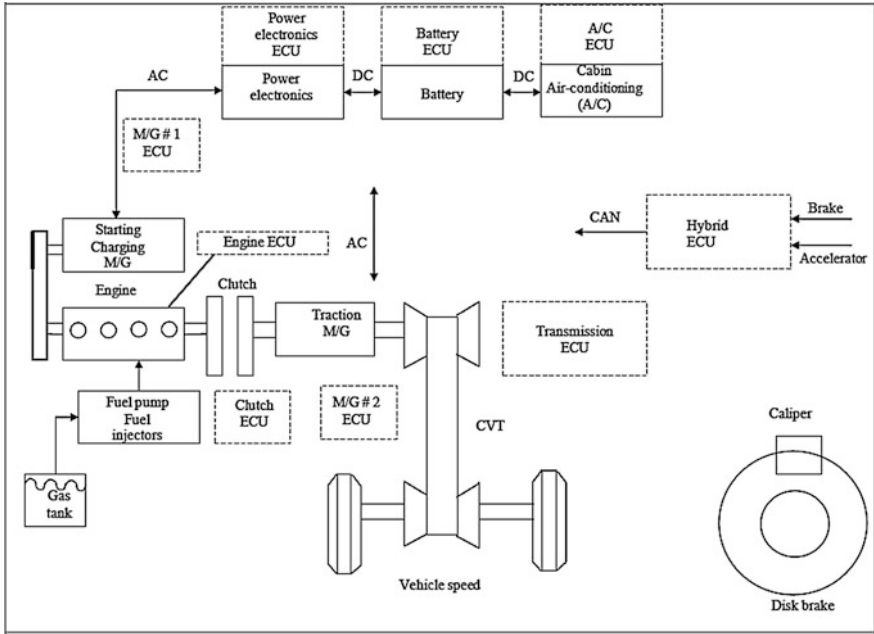 Power
electronics
ECU
Battery
ECU
A/C
ECU
AC
Power
electronics
DC
Battery
DC
Cabin
Air-conditioning
(A/C)
M/G # 1
ECU
Starting
Charging
M/G
Engine ECU
AC
CAN
Hybrid
ECU
Brake
Accelerator
Engine
Clutch
Traction
M/G
Transmission
ECU
Fuel pump
Fuel
injectors
Clutch
ECU
M/G # 2
ECU
CVT
Caliper
Gas
tank
Vehicle speed
Disk brake